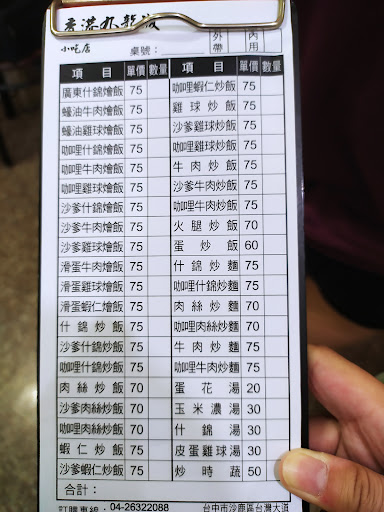 香港九龍城
小吃店 桌號： 外帶 內用
項目 單價 數量 項目 單價 數量
廣東什錦燴飯 75 咖哩蝦仁炒飯 75
蠔油牛肉燴飯 75 雞球炒飯 75
蠔油雞球燴飯 75 沙爹雞球炒飯 75
咖哩什錦燴飯 75 咖哩雞球炒飯 75
咖哩牛肉燴飯 75 牛肉炒飯 75
咖哩雞球燴飯 75 沙爹牛肉炒飯 75
沙爹什錦燴飯 75 咖哩牛肉炒飯 75
沙爹牛肉燴飯 75 火腿炒飯 70
沙爹雞球燴飯 75 蛋炒飯 60
滑蛋牛肉燴飯 75 什錦炒麵 75
滑蛋雞球燴飯 75 咖哩什錦炒麵 75
滑蛋蝦仁燴飯 75 肉絲炒麵 70
什錦炒飯 75 咖哩肉絲炒麵 70
沙爹什錦炒飯 75 牛肉炒麵 75
咖哩什錦炒飯 75 咖哩牛肉炒麵 75
肉絲炒飯 70 蛋花湯 20
沙爹肉絲炒飯 70 玉米濃湯 30
咖哩肉絲炒飯 70 什錦湯 30
蝦仁炒飯 75 皮蛋雞球湯 30
沙爹蝦仁炒飯 75 炒時蔬 50
合計：
訂購專線：04-26322088 台中市沙鹿區台灣大道